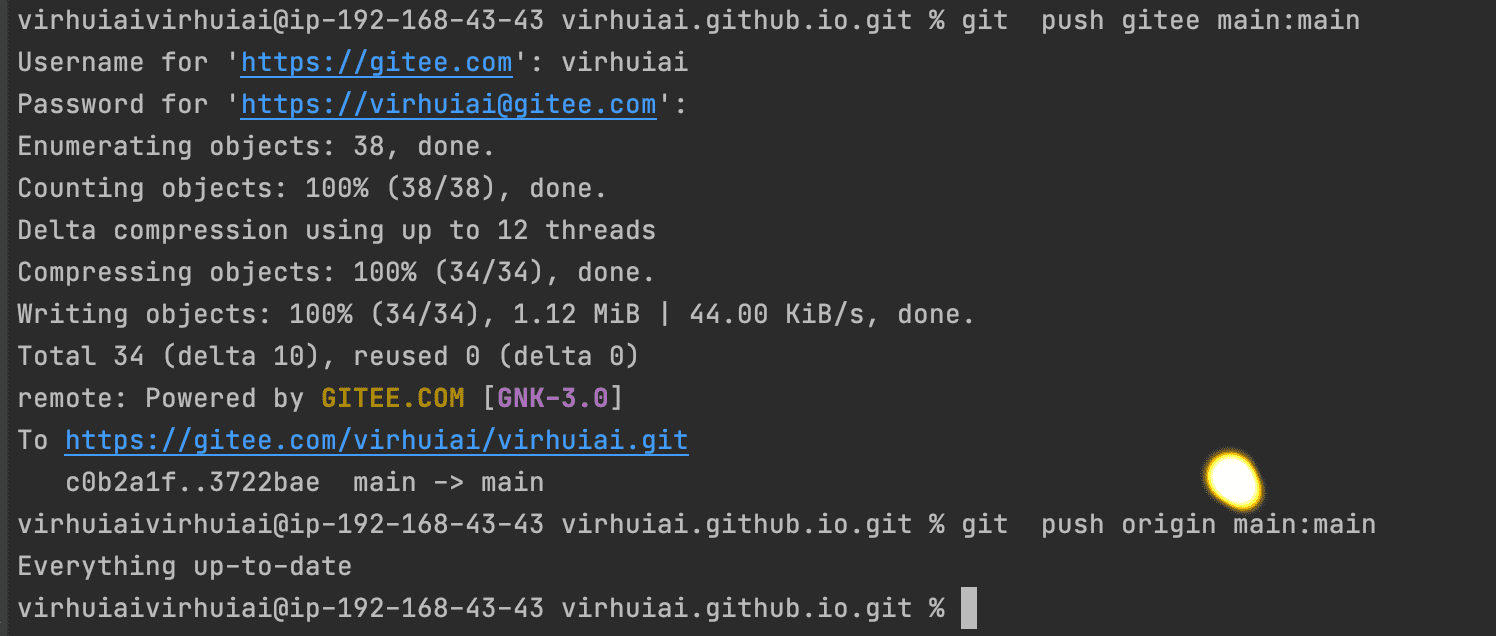 virhuiaivirhuiai@ip-192-168-43-43 virhuiai.github.io.git % git  push gitee main:main
Username for 'https://gitee.com': virhuiai
Password for 'https://virhuiai@gitee.com':
Enumerating objects: 38, done.
Counting objects: 100% (38/38), done.
Delta compression using up to 12 threads
Compressing objects: 100% (34/34), done.
Writing objects: 100% (34/34), 1.12 MiB | 44.00 KiB/s, done.
Total 34 (delta 10), reused 0 (delta 0)
remote: Powered by GITEE.COM [GNK-3.0]
To https://gitee.com/virhuiai/virhuiai.git
   c0b2a1f..3722bae  main -> main
virhuiaivirhuiai@ip-192-168-43-43 virhuiai.github.io.git % git  push origin main:main
Everything up-to-date
virhuiaivirhuiai@ip-192-168-43-43 virhuiai.github.io.git %